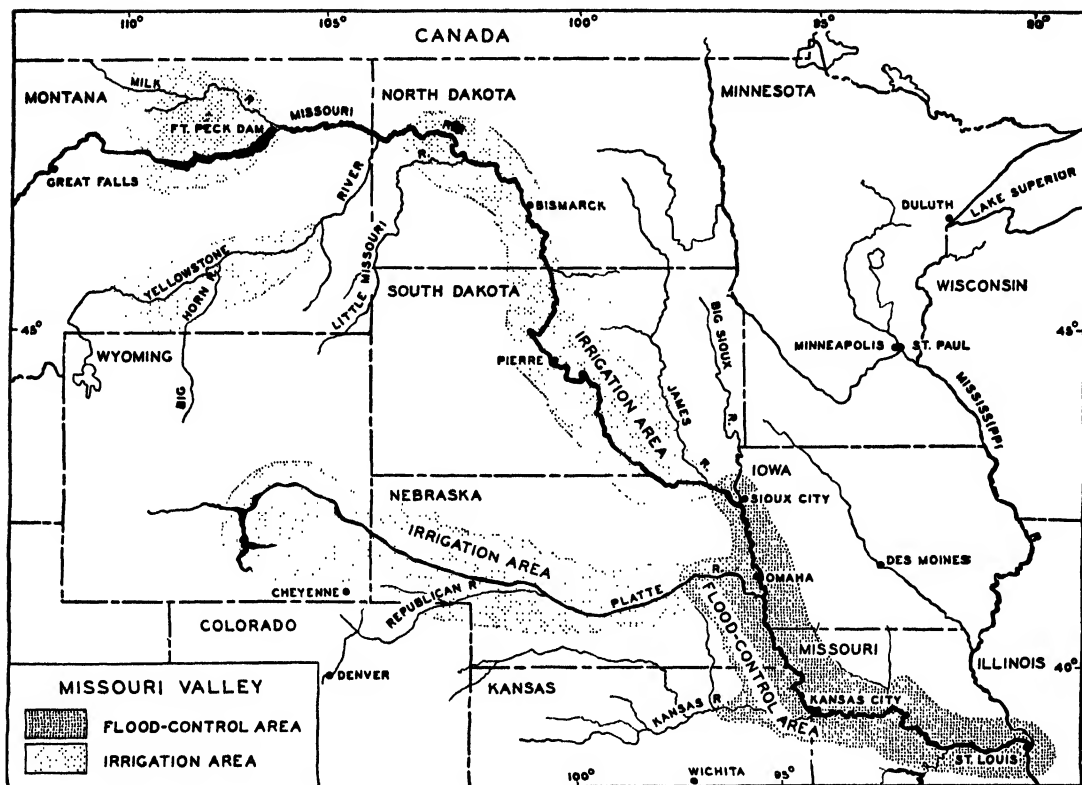 110° 105° 100° 95° 90°
CANADA
MONTANA
MILK R.
FT. PECK DAM
MISSOURI R.
NORTH DAKOTA
MINNESOTA
GREAT FALLS
RIVER
R.
BISMARCK
DULUTH
LAKE SUPERIOR
YELLOWSTONE
BIG HORN R.
LITTLE MISSOURI
SOUTH DAKOTA
WISCONSIN
45°
45°
WYOMING
PIERRE
IRRIGATION AREA
JAMES R.
BIG SIOUX R.
MINNEAPOLIS
ST. PAUL
MISSISSIPPI R.
NEBRASKA
IOWA
SIOUX CITY
IRRIGATION AREA
DES MOINES
OMAHA
CHEYENNE
REPUBLICAN R.
PLATTE R.
FLOOD-CONTROL AREA
COLORADO
MISSOURI
ILLINOIS
40°
DENVER
KANSAS
KANSAS R.
KANSAS CITY
ST. LOUIS
WICHITA
100° 95°
MISSOURI VALLEY
FLOOD-CONTROL AREA
IRRIGATION AREA